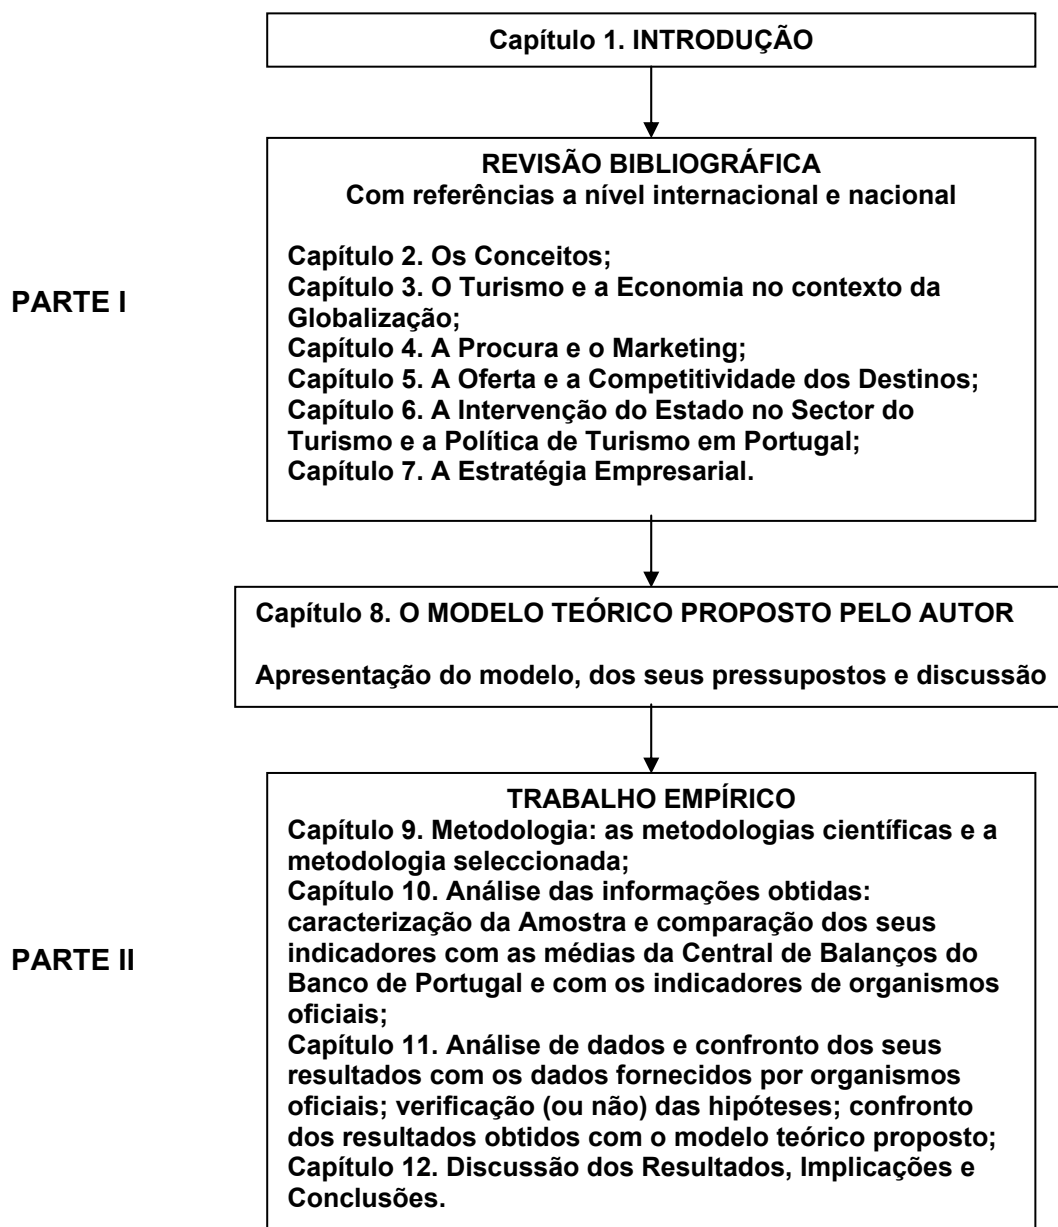 Capítulo 1. INTRODUÇÃO
REVISÃO BIBLIOGRÁFICA
Com referências a nível internacional e nacional
Capítulo 2. Os Conceitos;
Capítulo 3. O Turismo e a Economia no contexto da
Globalização;
Capítulo 4. A Procura e o Marketing;
Capítulo 5. A Oferta e a Competitividade dos Destinos;
Capítulo 6. A Intervenção do Estado no Sector do
Turismo e a Política de Turismo em Portugal;
Capítulo 7. A Estratégia Empresarial.
PARTE I
Capítulo 8. O MODELO TEÓRICO PROPOSTO PELO AUTOR
Apresentação do modelo, dos seus pressupostos e discussão
TRABALHO EMPÍRICO
Capítulo 9. Metodologia: as metodologias científicas e a
metodologia seleccionada;
Capítulo 10. Análise das informações obtidas:
caracterização da Amostra e comparação dos seus
indicadores com as médias da Central de Balanços do
Banco de Portugal e com os indicadores de organismos
oficiais;
Capítulo 11. Análise de dados e confronto dos seus
resultados com os dados fornecidos por organismos
oficiais; verificação (ou não) das hipóteses; confronto
dos resultados obtidos com o modelo teórico proposto;
Capítulo 12. Discussão dos Resultados, Implicações e
Conclusões.
PARTE II